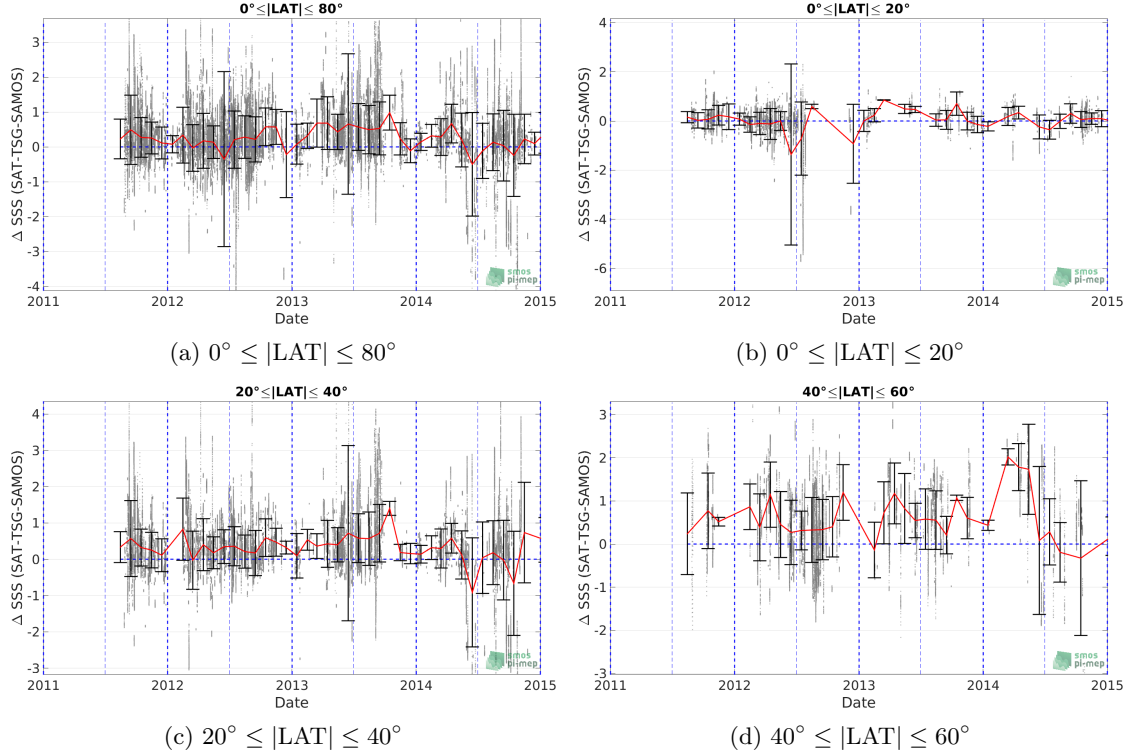 0°≤|LAT|≤ 80°
Δ SSS (SAT-TSG-SAMOS)
3
2
1
0
-1
-2
-3
-4
2011
2012
2013
2014
2015
Date
smos
pi-mep
(a) 0° ≤ |LAT| ≤ 80°
0°≤|LAT|≤ 20°
Δ SSS (SAT-TSG-SAMOS)
4
2
0
-2
-4
-6
2011
2012
2013
2014
2015
Date
smos
pi-mep
(b) 0° ≤ |LAT| ≤ 20°
20°≤|LAT|≤ 40°
Δ SSS (SAT-TSG-SAMOS)
4
3
2
1
0
-1
-2
-3
2011
2012
2013
2014
2015
Date
smos
pi-mep
(c) 20° ≤ |LAT| ≤ 40°
40°≤|LAT|≤ 60°
Δ SSS (SAT-TSG-SAMOS)
3
2
1
0
-1
-2
-3
2011
2012
2013
2014
2015
Date
smos
pi-mep
(d) 40° ≤ |LAT| ≤ 60°